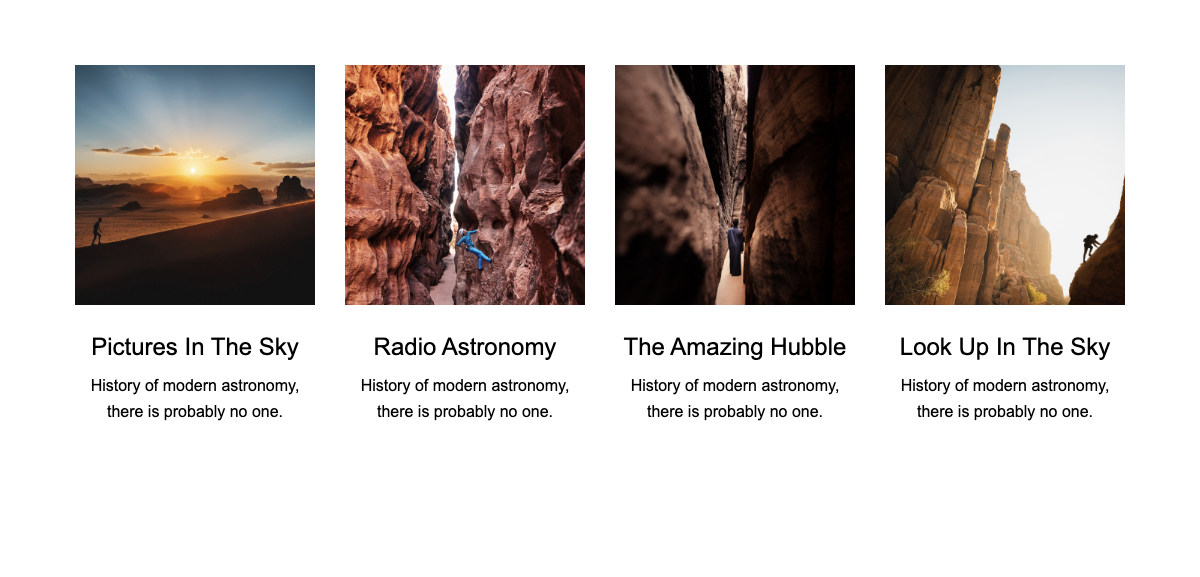 Pictures In The Sky
History of modern astronomy,
there is probably no one.
Radio Astronomy
History of modern astronomy,
there is probably no one.
The Amazing Hubble
History of modern astronomy,
there is probably no one.
Look Up In The Sky
History of modern astronomy,
there is probably no one.